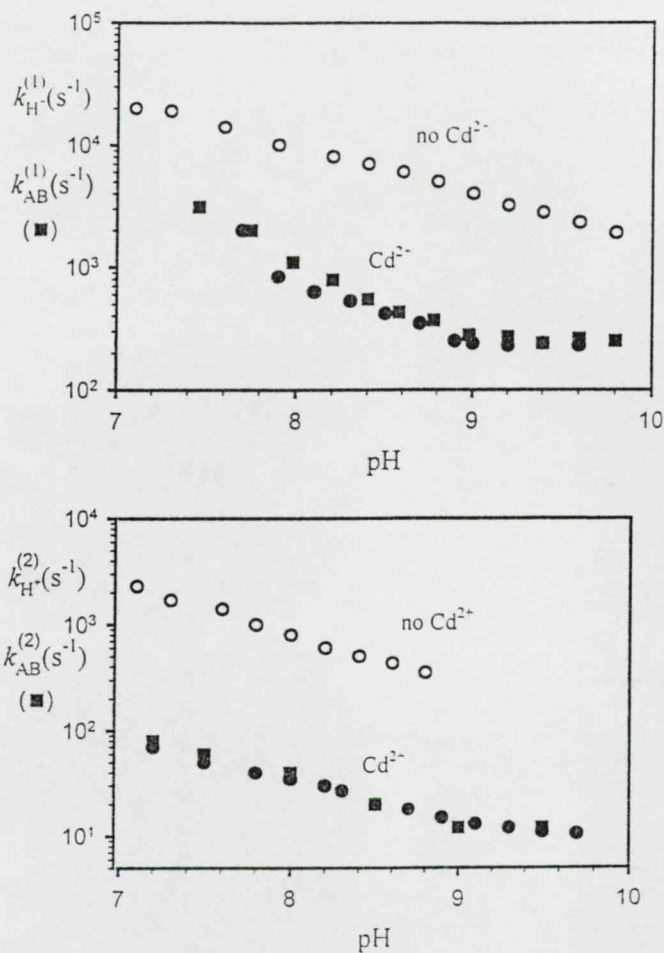 10⁵
k_H⁻^(1)(s⁻¹)
10⁴
no Cd²⁻
k_AB^(1)(s⁻¹)
(■)
10³
Cd²⁻
10²
7 8 9 10
pH
10⁴
k_H⁺^(2)(s⁻¹)
10³
no Cd²⁺
k_AB^(2)(s⁻¹)
(■)
10²
Cd²⁻
10¹
7 8 9 10
pH